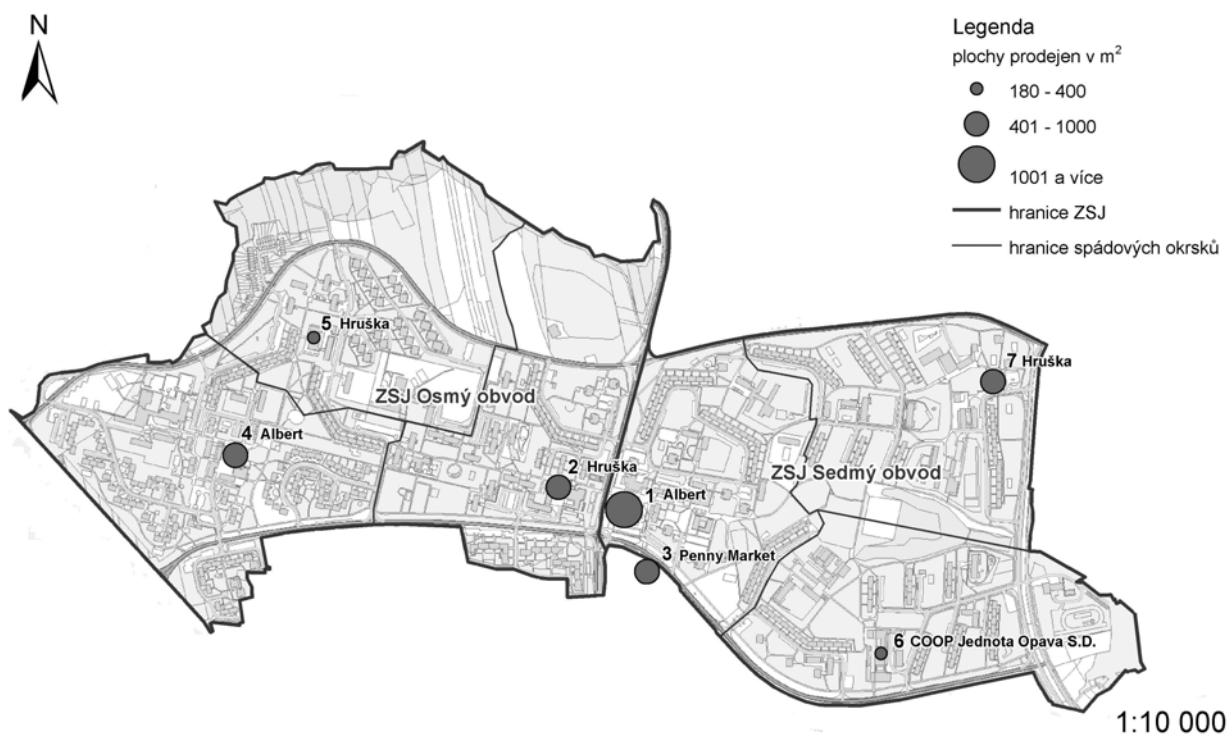 N
Legenda
plochy prodejen v m²
180 - 400
401 - 1000
1001 a více
hranice ZSJ
hranice spádových okrsků
5 Hruška
7 Hruška
ZSJ Osmý obvod
4 Albert
2 Hruška
ZSJ Sedmý obvod
1 Albert
3 Penny Market
6 COOP Jednota Opava S.D.
1:10 000